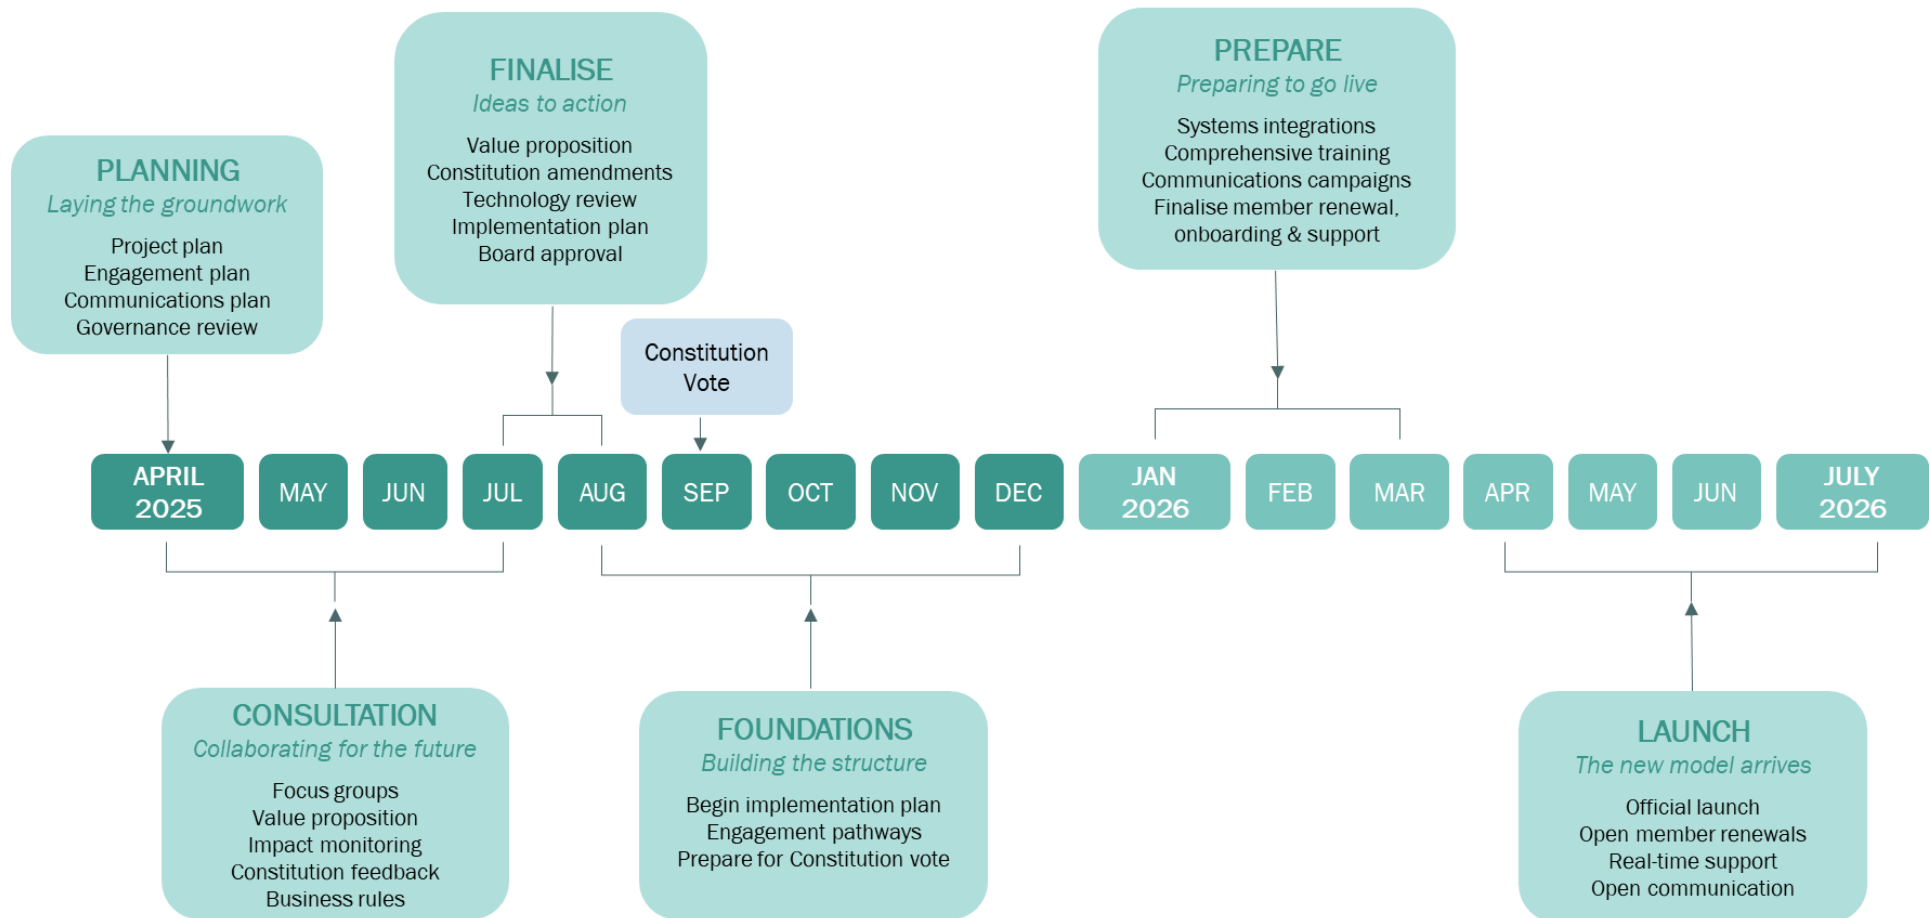 PLANNING
Laying the groundwork
Project plan
Engagement plan
Communications plan
Governance review
FINALISE
Ideas to action
Value proposition
Constitution amendments
Technology review
Implementation plan
Board approval
Constitution
Vote
PREPARE
Preparing to go live
Systems integrations
Comprehensive training
Communications campaigns
Finalise member renewal,
onboarding & support
APRIL
2025
MAY
JUN
JUL
AUG
SEP
OCT
NOV
DEC
JAN
2026
FEB
MAR
APR
MAY
JUN
JULY
2026
CONSULTATION
Collaborating for the future
Focus groups
Value proposition
Impact monitoring
Constitution feedback
Business rules
FOUNDATIONS
Building the structure
Begin implementation plan
Engagement pathways
Prepare for Constitution vote
LAUNCH
The new model arrives
Official launch
Open member renewals
Real-time support
Open communication